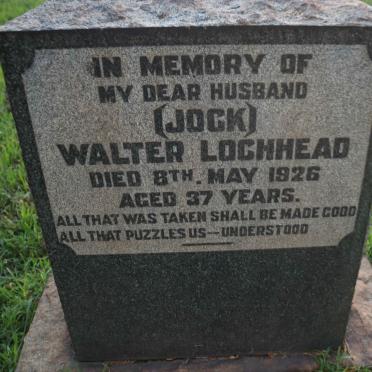 IN MEMORY OF
MY DEAR HUSBAND
(JOCK)
WALTER LOCHHEAD
DIED 8TH. MAY 1926
AGED 37 YEARS.
ALL THAT WAS TAKEN SHALL BE MADE GOOD
ALL THAT PUZZLES US — UNDERSTOOD